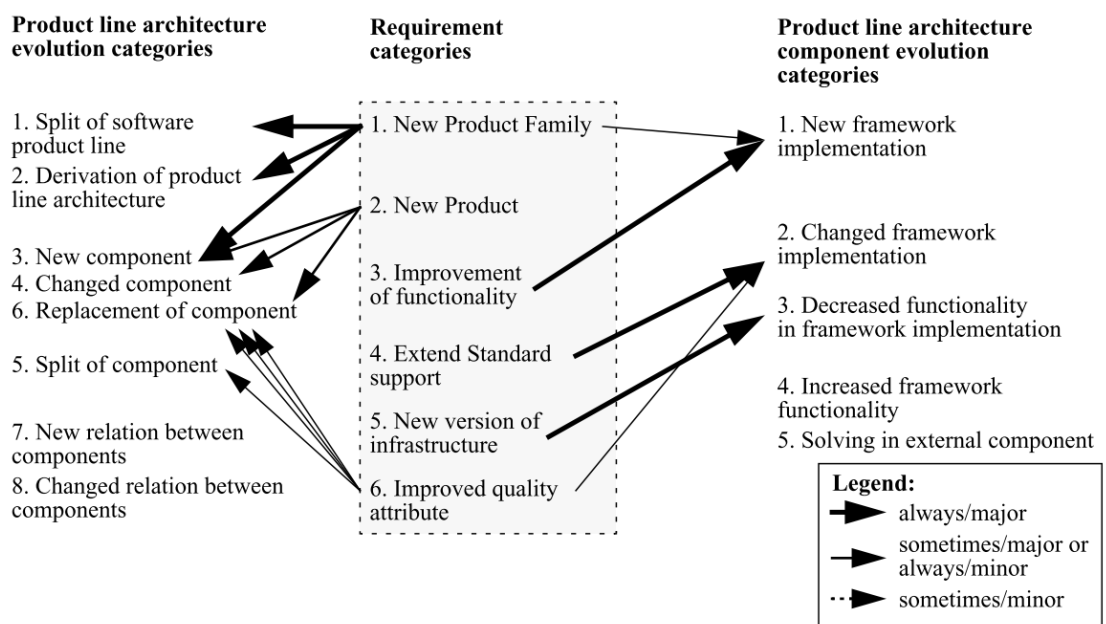 Product line architecture
evolution categories
1. Split of software
product line
2. Derivation of product
line architecture
3. New component
4. Changed component
6. Replacement of component
5. Split of component
7. New relation between
components
8. Changed relation between
components
Requirement
categories
1. New Product Family
2. New Product
3. Improvement
of functionality
4. Extend Standard
support
5. New version of
infrastructure
6. Improved quality
attribute
Product line architecture
component evolution
categories
1. New framework
implementation
2. Changed framework
implementation
3. Decreased functionality
in framework implementation
4. Increased framework
functionality
5. Solving in external component
Legend:
always/major
sometimes/major or
always/minor
sometimes/minor